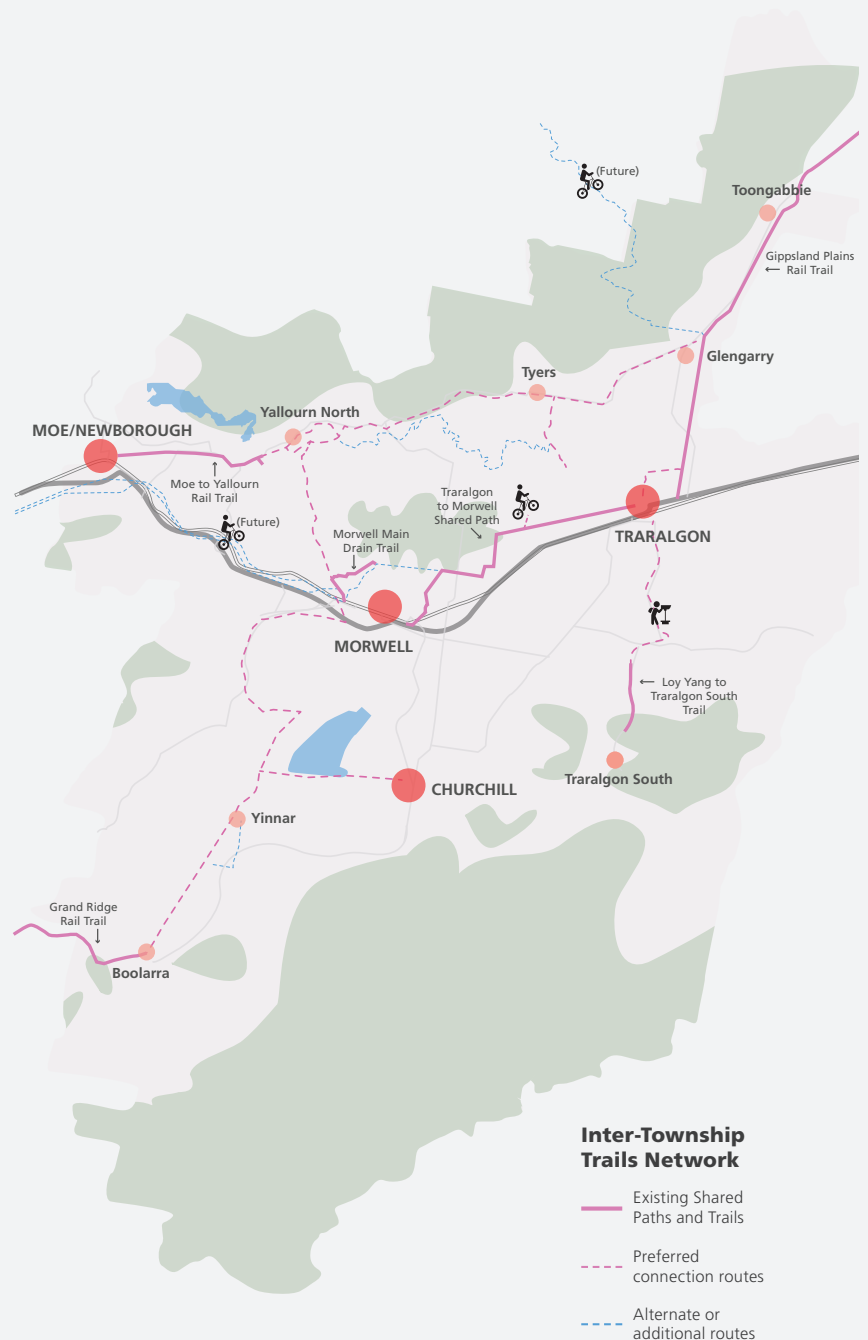 (Future)
Toongabbie
Gippsland Plains
← Rail Trail
Glengarry
Tyers
Yallourn North
MOE/NEWBOROUGH
Moe to Yallourn
Rail Trail
Traralgon
to Morwell
Shared Path
(Future)
Morwell Main
Drain Trail
TRARALGON
MORWELL
← Loy Yang to
Traralgon South
Trail
Traralgon South
CHURCHILL
Yinnar
Grand Ridge
Rail Trail
Boolarra
Inter-Township
Trails Network
Existing Shared
Paths and Trails
Preferred
connection routes
Alternate or
additional routes